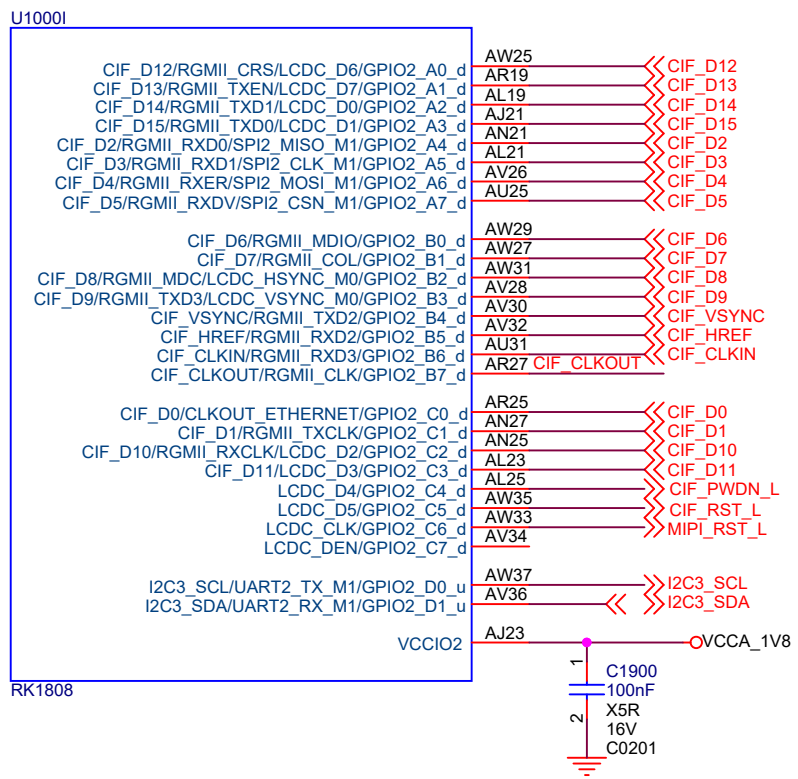 U1000I
CIF_D12/RGMII_CRS/LCDC_D6/GPIO2_A0_d AW25 CIF_D12
CIF_D13/RGMII_TXEN/LCDC_D7/GPIO2_A1_d AR19 CIF_D13
CIF_D14/RGMII_TXD1/LCDC_D0/GPIO2_A2_d AL19 CIF_D14
CIF_D15/RGMII_TXD0/LCDC_D1/GPIO2_A3_d AJ21 CIF_D15
CIF_D2/RGMII_RXD0/SPI2_MISO_M1/GPIO2_A4_d AN21 CIF_D2
CIF_D3/RGMII_RXD1/SPI2_CLK_M1/GPIO2_A5_d AL21 CIF_D3
CIF_D4/RGMII_RXER/SPI2_MOSI_M1/GPIO2_A6_d AV26 CIF_D4
CIF_D5/RGMII_RXDV/SPI2_CSN_M1/GPIO2_A7_d AU25 CIF_D5
CIF_D6/RGMII_MDIO/GPIO2_B0_d AW29 CIF_D6
CIF_D7/RGMII_COL/GPIO2_B1_d AW27 CIF_D7
CIF_D8/RGMII_MDC/LCDC_HSYNC_M0/GPIO2_B2_d AW31 CIF_D8
CIF_D9/RGMII_TXD3/LCDC_VSYNC_M0/GPIO2_B3_d AV28 CIF_D9
CIF_VSYNC/RGMII_TXD2/GPIO2_B4_d AV30 CIF_VSYNC
CIF_HREF/RGMII_RXD2/GPIO2_B5_d AV32 CIF_HREF
CIF_CLKIN/RGMII_RXD3/GPIO2_B6_d AU31 CIF_CLKIN
CIF_CLKOUT/RGMII_CLK/GPIO2_B7_d AR27 CIF_CLKOUT
CIF_D0/CLKOUT_ETHERNET/GPIO2_C0_d AR25 CIF_D0
CIF_D1/RGMII_TXCLK/GPIO2_C1_d AN27 CIF_D1
CIF_D10/RGMII_RXCLK/LCDC_D2/GPIO2_C2_d AN25 CIF_D10
CIF_D11/LCDC_D3/GPIO2_C3_d AL23 CIF_D11
LCDC_D4/GPIO2_C4_d AL25 CIF_PWDN_L
LCDC_D5/GPIO2_C5_d AW35 CIF_RST_L
LCDC_CLK/GPIO2_C6_d AW33 MIPI_RST_L
LCDC_DEN/GPIO2_C7_d AV34
I2C3_SCL/UART2_TX_M1/GPIO2_D0_u AW37 I2C3_SCL
I2C3_SDA/UART2_RX_M1/GPIO2_D1_u AV36 I2C3_SDA
VCCIO2 AJ23 VCCA_1V8
RK1808
1
2
C1900
100nF
X5R
16V
C0201